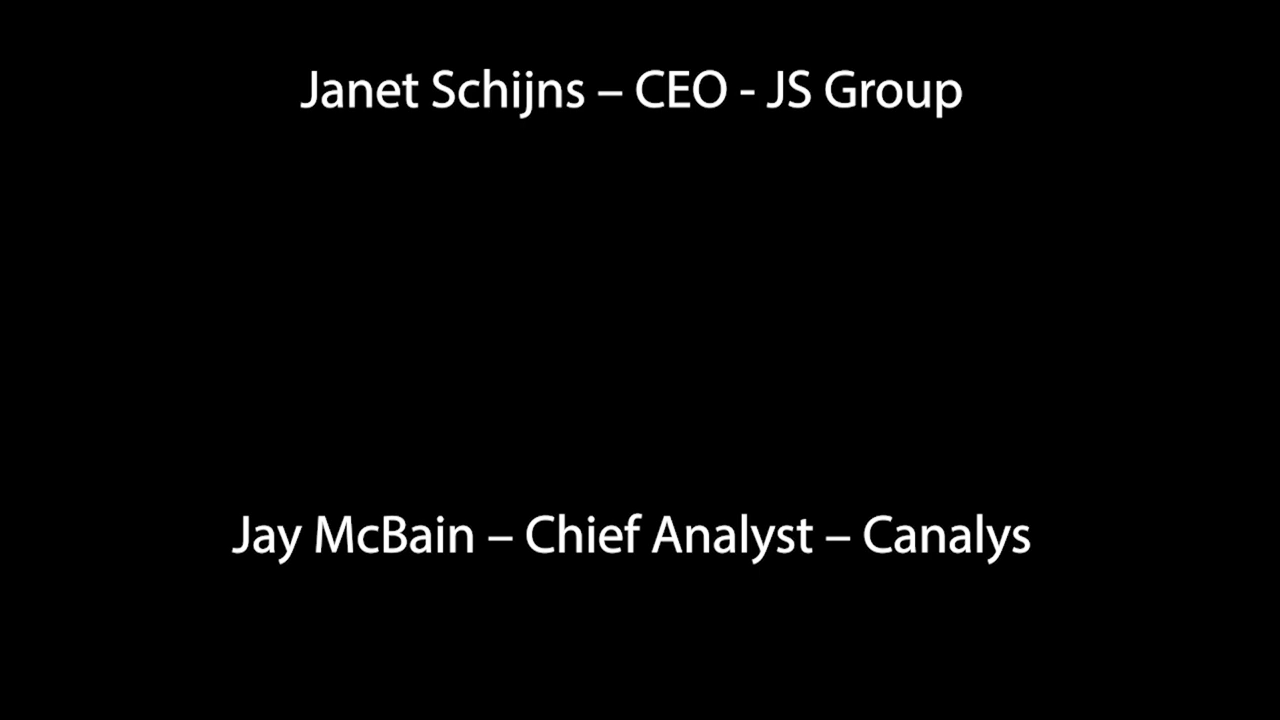 Janet Schijns – CEO - JS Group
Jay McBain – Chief Analyst – Canalys